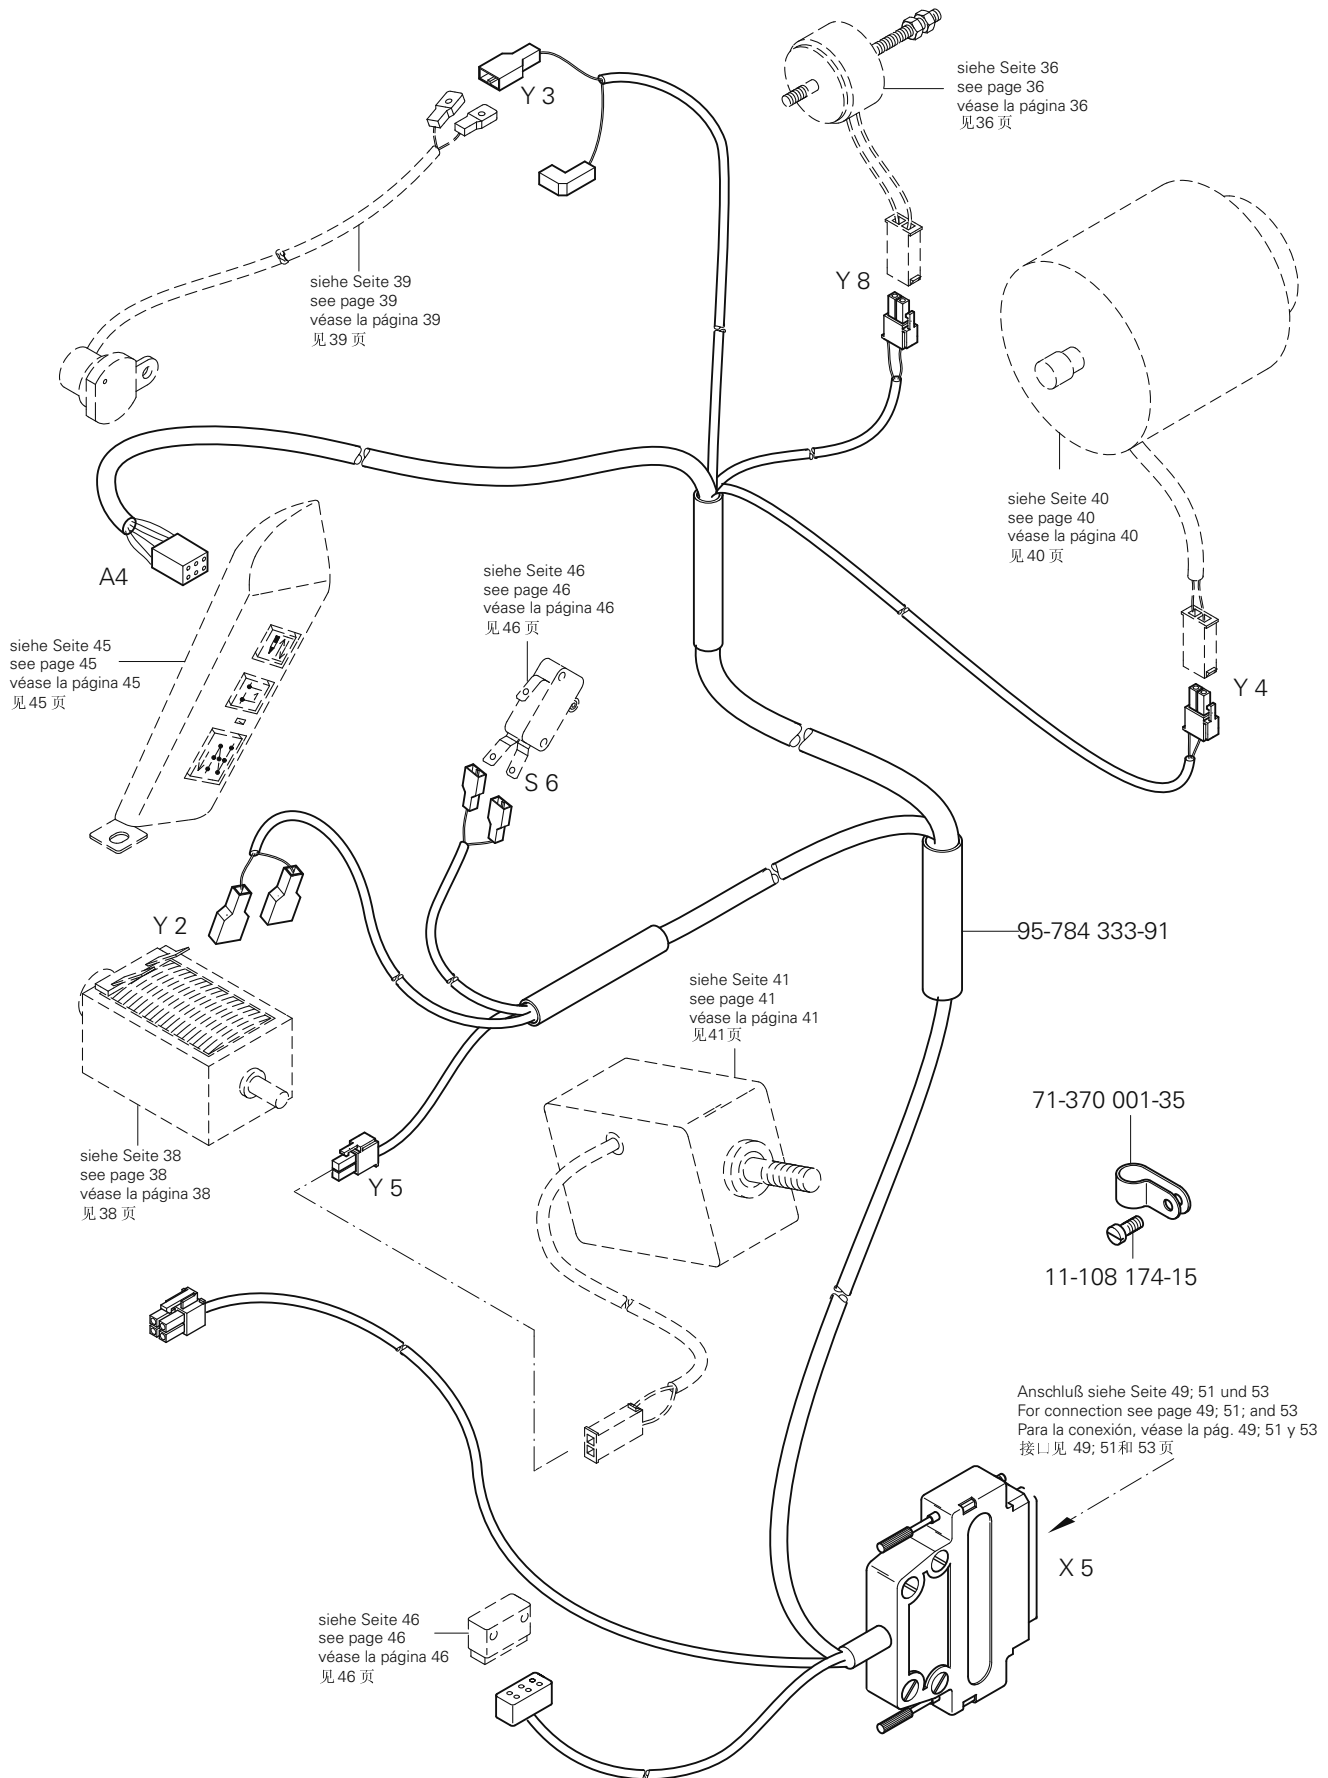 siehe Seite 36
see page 36
véase la página 36
见36 页
Y 3
siehe Seite 39
see page 39
véase la página 39
见39 页
Y 8
siehe Seite 40
see page 40
véase la página 40
见40 页
A4
siehe Seite 46
see page 46
véase la página 46
见46 页
siehe Seite 45
see page 45
véase la página 45
见45 页
Y 4
S 6
Y 2
95-784 333-91
siehe Seite 41
see page 41
véase la página 41
见41页
71-370 001-35
siehe Seite 38
see page 38
véase la página 38
见38 页
Y 5
11-108 174-15
Anschluß siehe Seite 49; 51 und 53
For connection see page 49; 51; and 53
Para la conexión, véase la pág. 49; 51 y 53
接口见 49; 51和 53 页
X 5
siehe Seite 46
see page 46
véase la página 46
见46 页